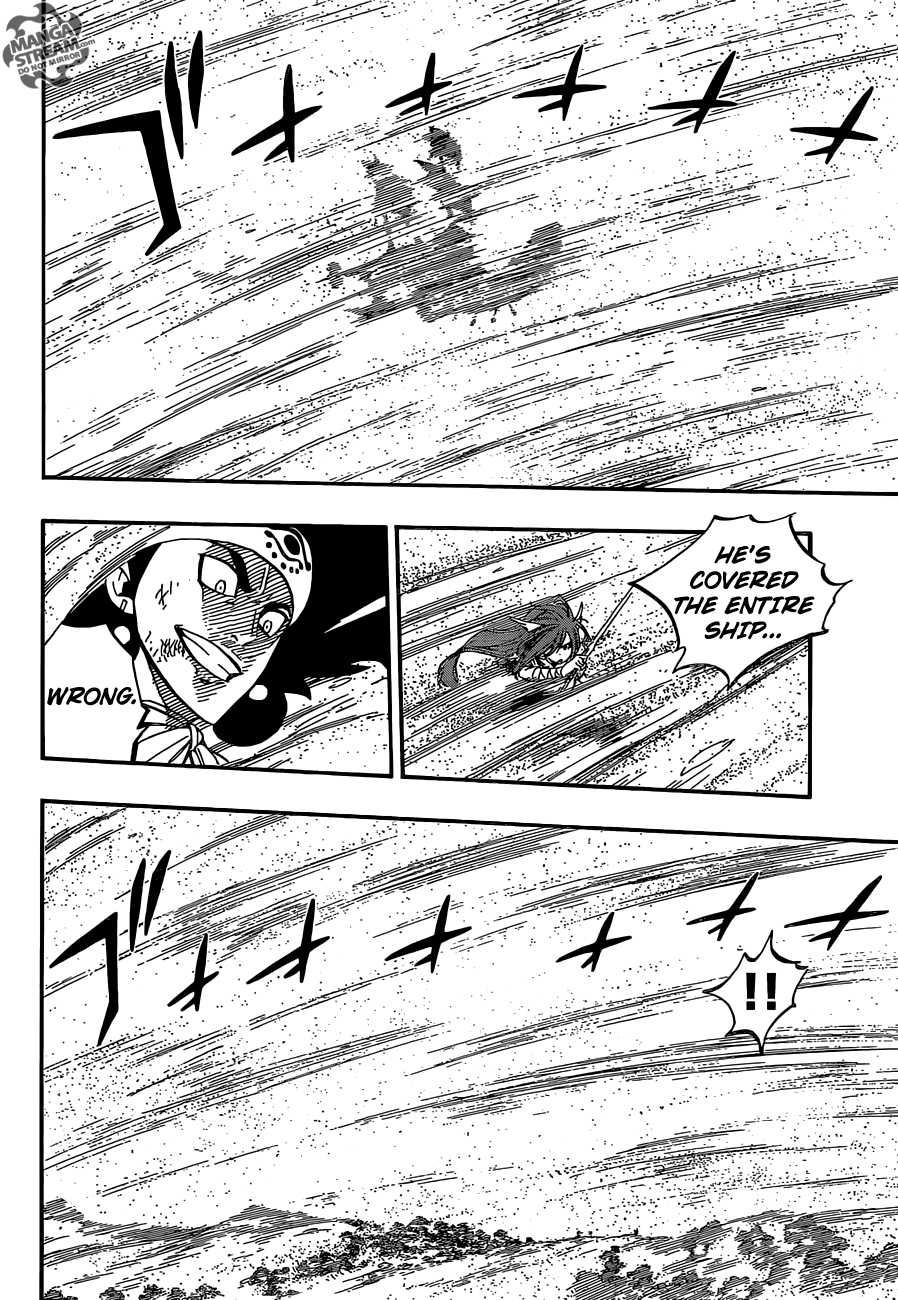 MANGA
STREAM.com
DO NOT MIRROR!
ゴォォォォォ
HE'S
COVERED
THE ENTIRE
SHIP...
WRONG.
ゴォォォォォォ
!!